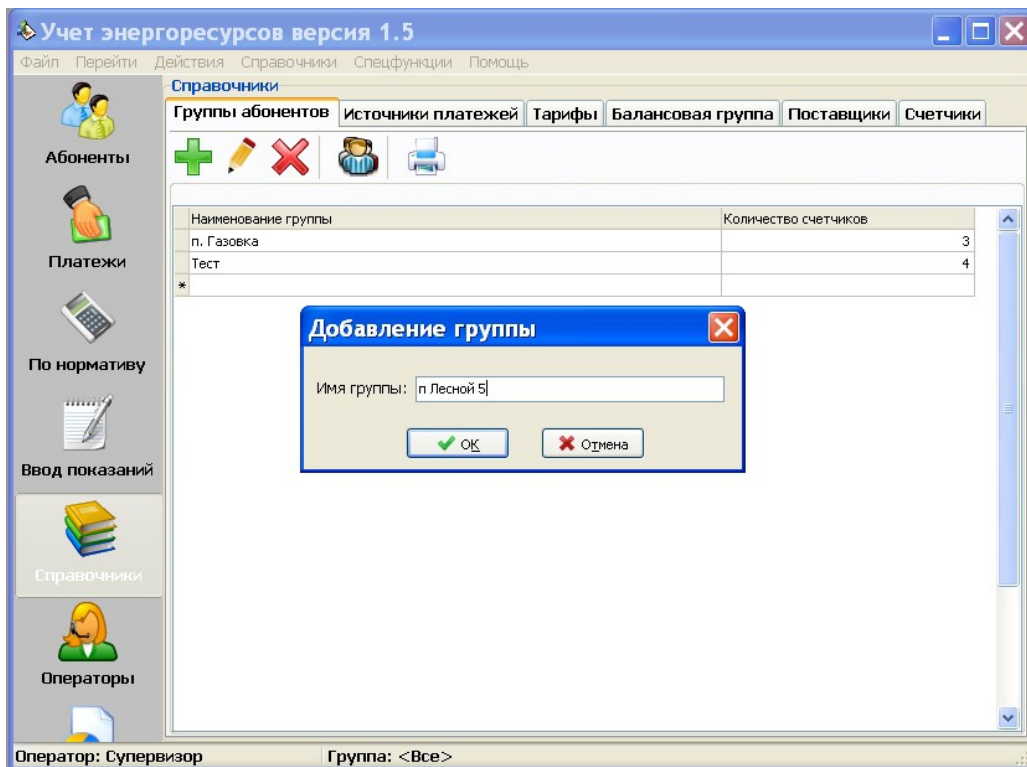 Учет энергоресурсов версия 1.5
Файл Перейти Действия Справочники Спецфункции Помощь
Абоненты
Платежи
По нормативу
Ввод показаний
Справочники
Операторы
Справочники
Группы абонентов Источники платежей Тарифы Балансовая группа Поставщики Счетчики
Наименование группы Количество счетчиков
п. Газовка 3
Тест 4
*
Добавление группы
Имя группы: п Лесной 5
ОК Отмена
Оператор: Супервизор Группа: <Все>